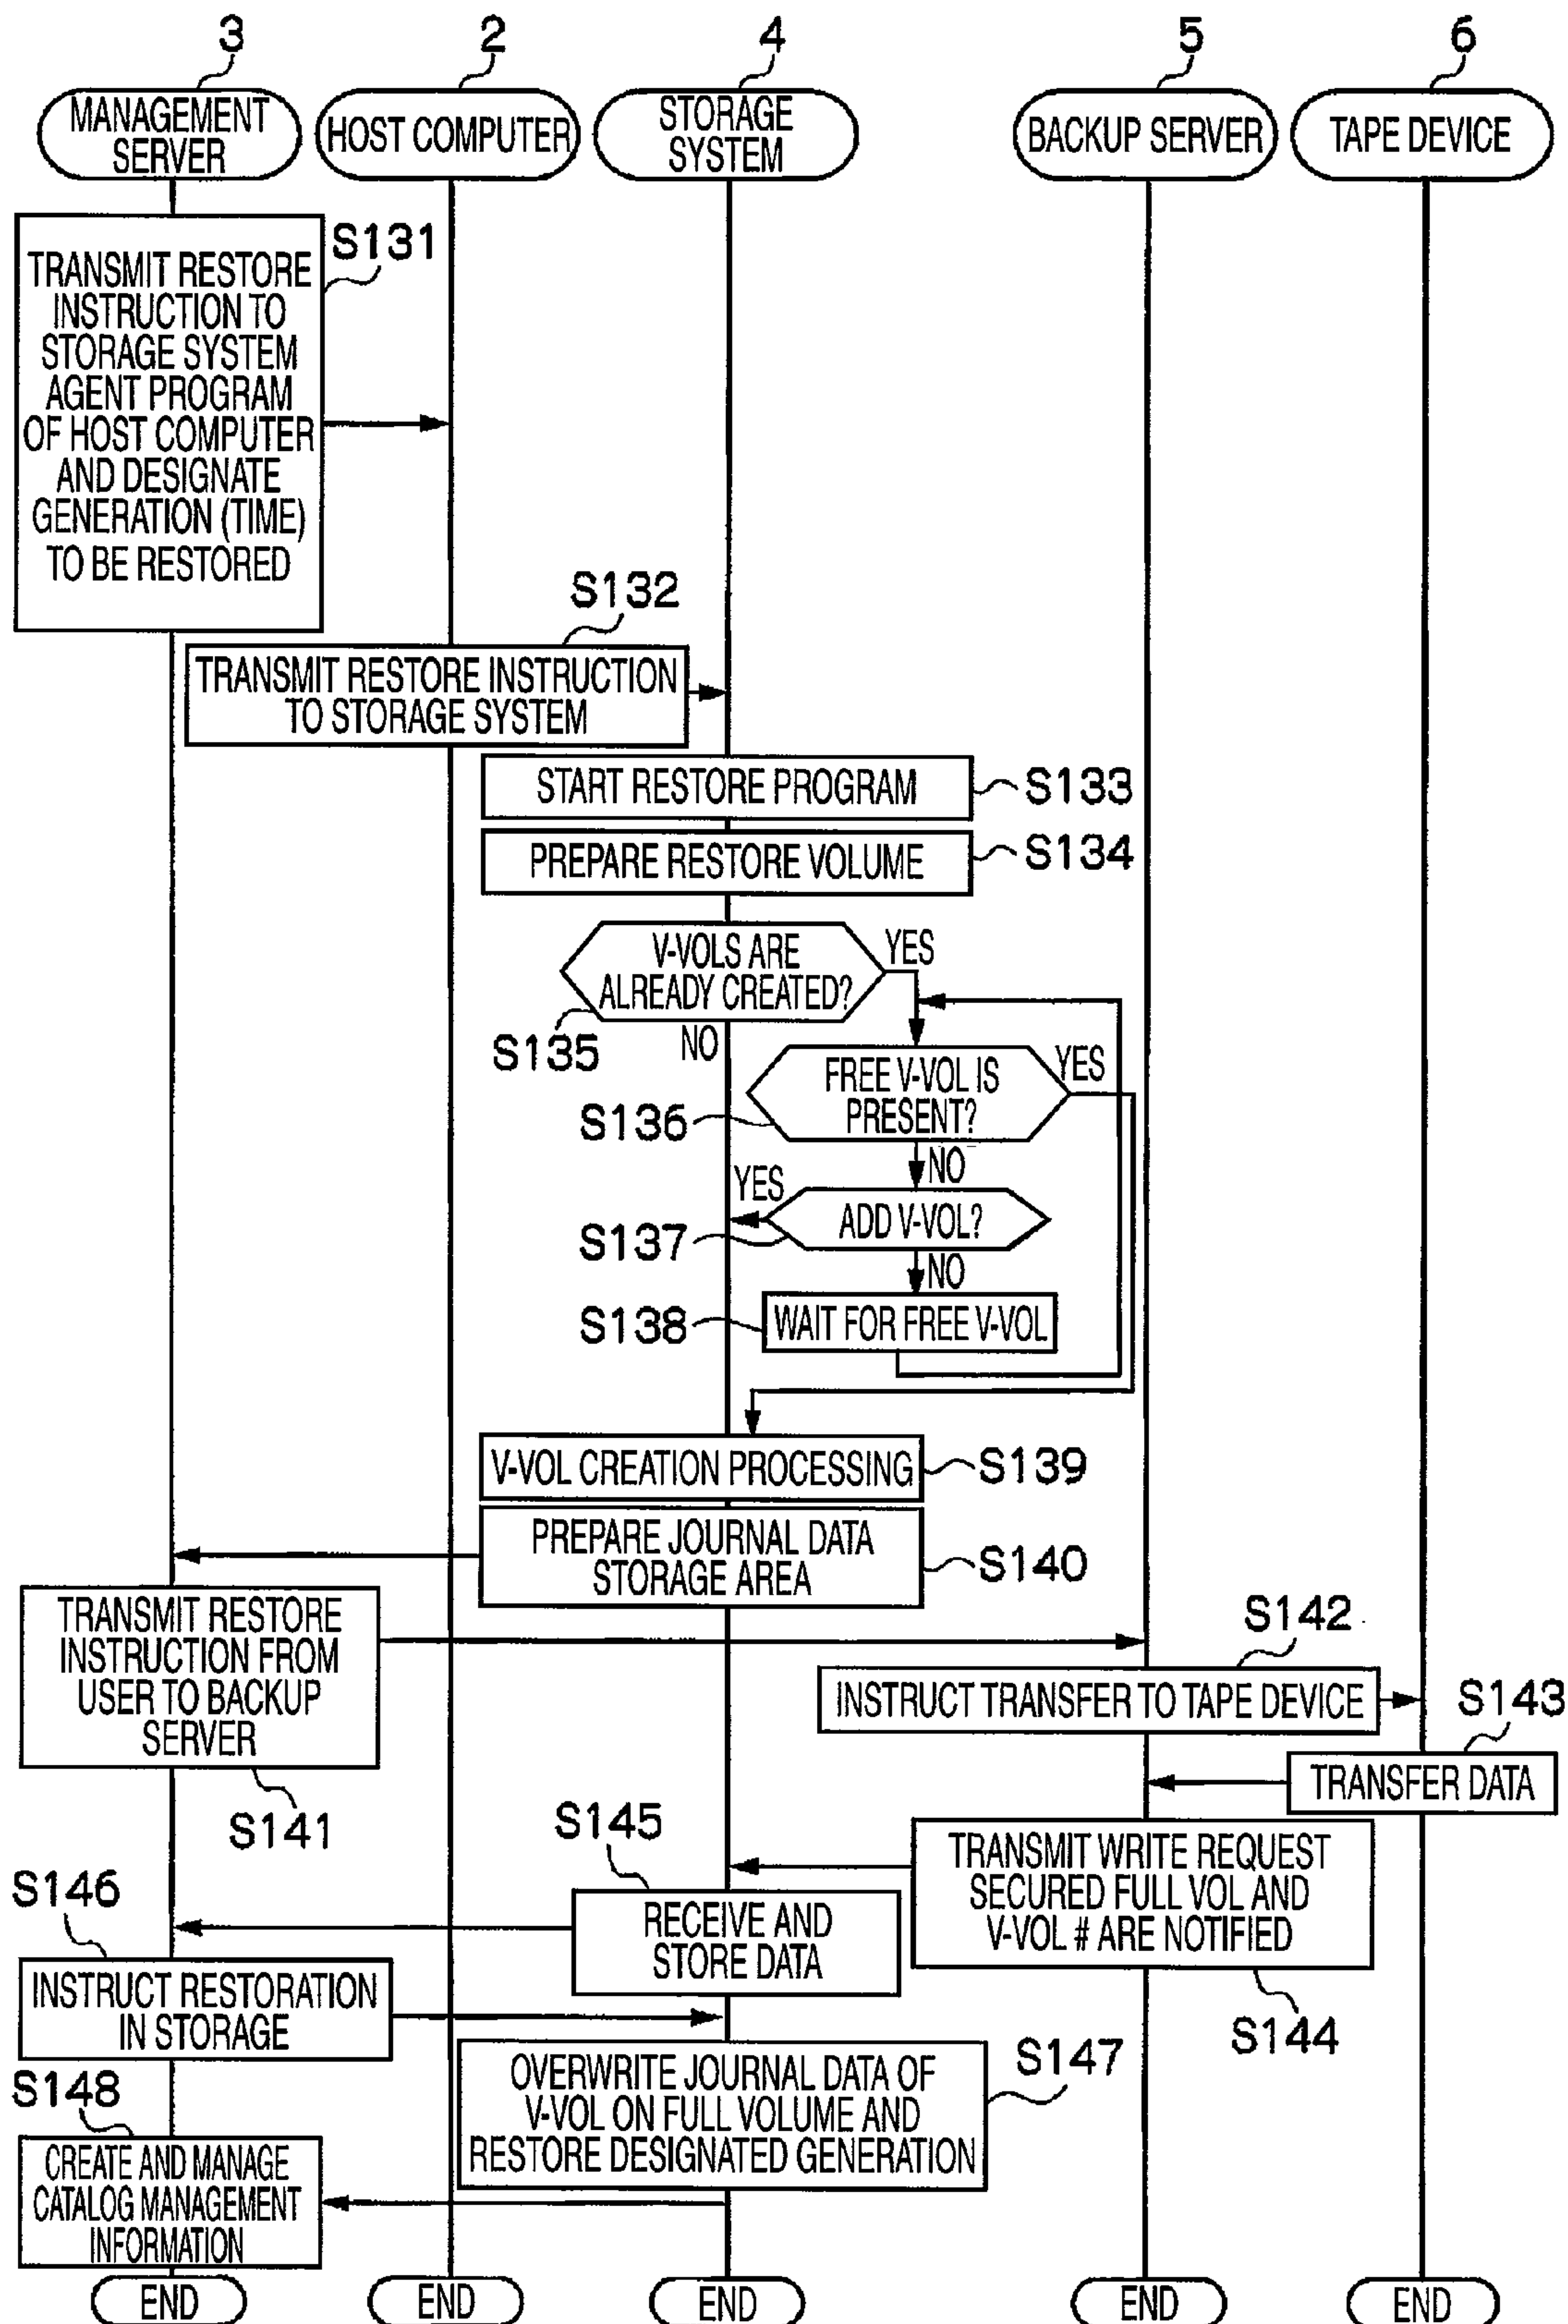 3
2
4
5
6
MANAGEMENT
SERVER
HOST COMPUTER
STORAGE
SYSTEM
BACKUP SERVER
TAPE DEVICE
S131
TRANSMIT RESTORE
INSTRUCTION TO
STORAGE SYSTEM
AGENT PROGRAM
OF HOST COMPUTER
AND DESIGNATE
GENERATION (TIME)
TO BE RESTORED
S132
TRANSMIT RESTORE INSTRUCTION
TO STORAGE SYSTEM
START RESTORE PROGRAM
S133
PREPARE RESTORE VOLUME
S134
V-VOLS ARE
ALREADY CREATED?
YES
S135
NO
FREE V-VOL IS
PRESENT?
YES
S136
NO
YES
ADD V-VOL?
S137
NO
S138
WAIT FOR FREE V-VOL
V-VOL CREATION PROCESSING
S139
PREPARE JOURNAL DATA
STORAGE AREA
S140
TRANSMIT RESTORE
INSTRUCTION FROM
USER TO BACKUP
SERVER
S141
S142
INSTRUCT TRANSFER TO TAPE DEVICE
S143
TRANSFER DATA
TRANSMIT WRITE REQUEST
SECURED FULL VOL AND
V-VOL # ARE NOTIFIED
S144
S145
RECEIVE AND
STORE DATA
S146
INSTRUCT RESTORATION
IN STORAGE
OVERWRITE JOURNAL DATA OF
V-VOL ON FULL VOLUME AND
RESTORE DESIGNATED GENERATION
S147
S148
CREATE AND MANAGE
CATALOG MANAGEMENT
INFORMATION
END
END
END
END
END